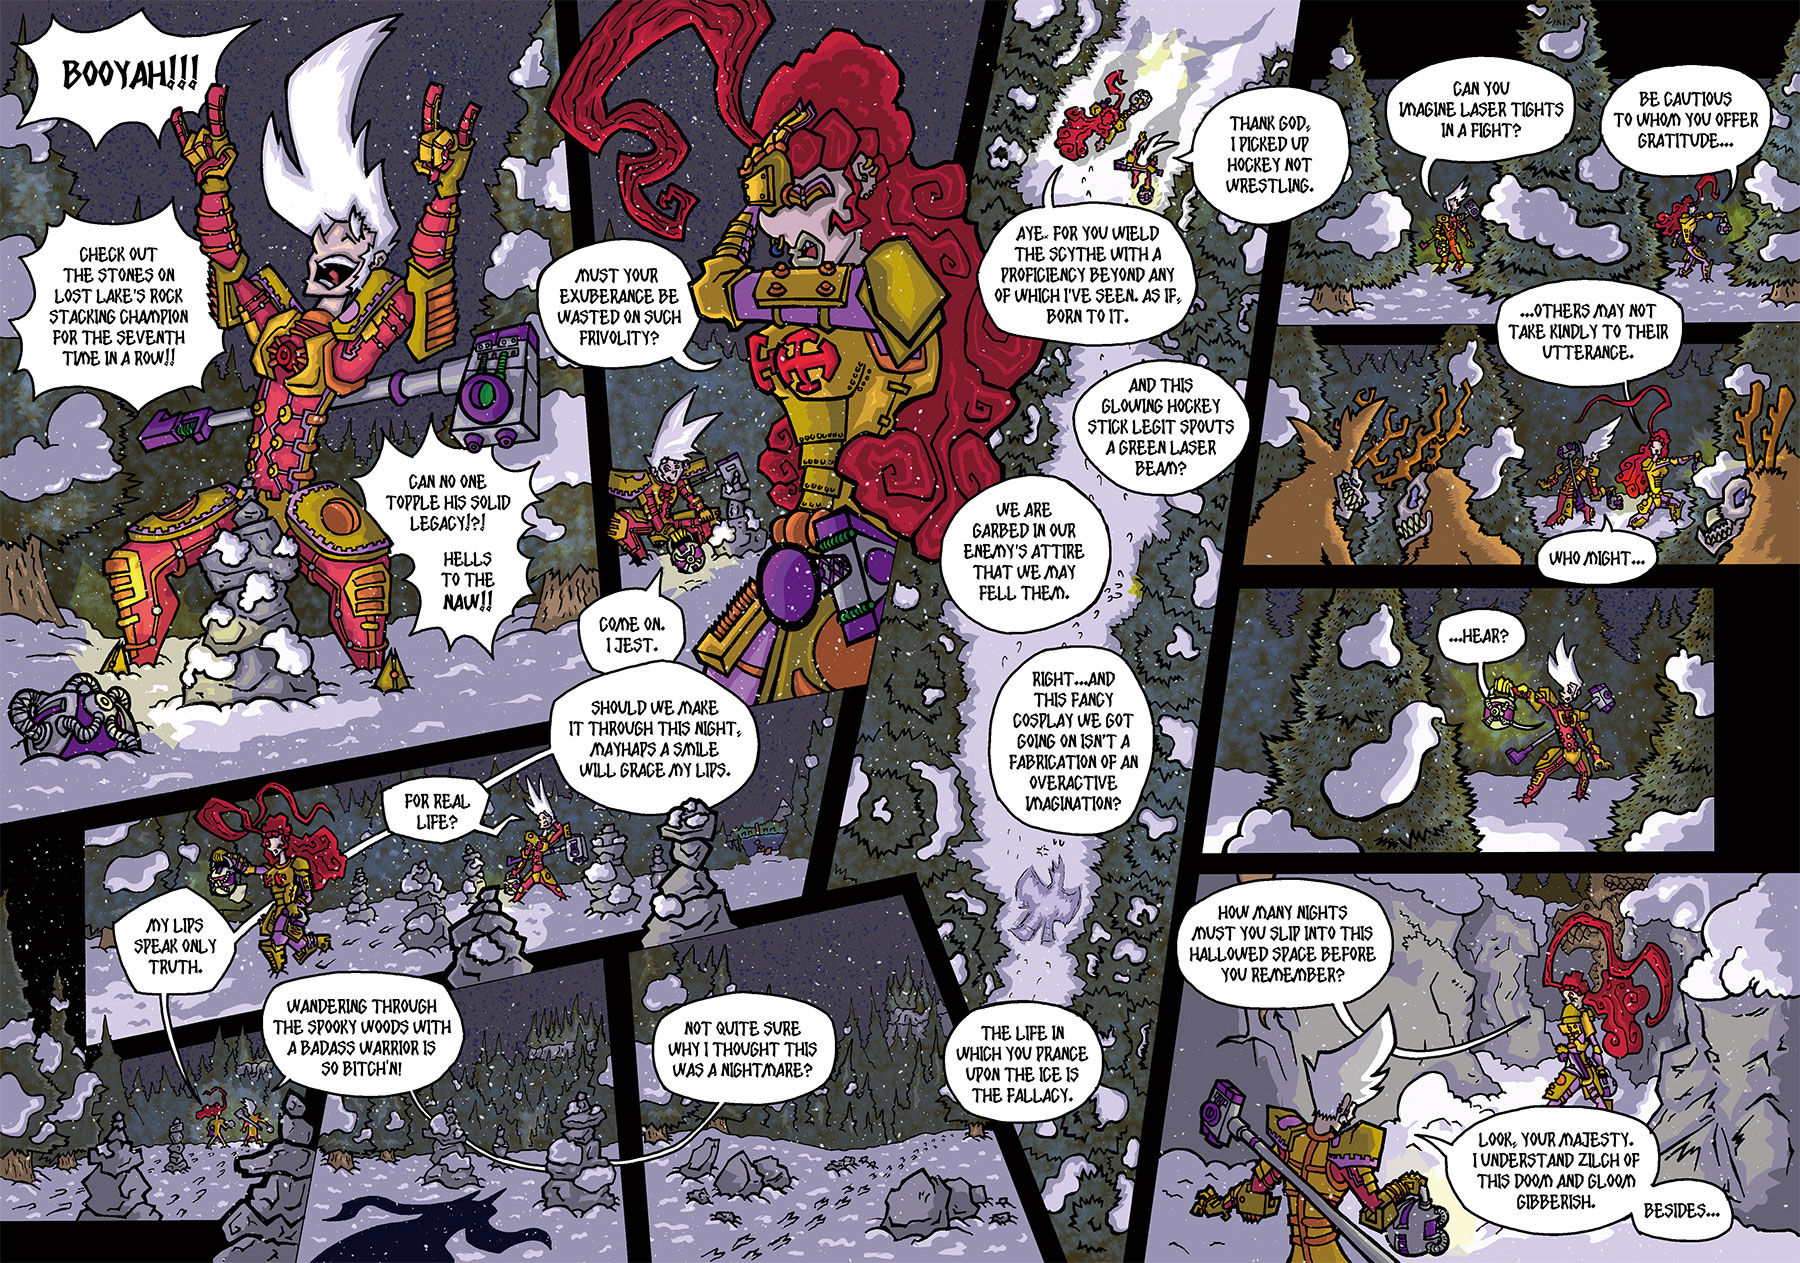 BOOYAH!!!
CHECK OUT
THE STONES ON
LOST LAKE'S ROCK
STACKING CHAMPION
FOR THE SEVENTH
TIME IN A ROW!!
CAN NO ONE
TOPPLE HIS SOLID
LEGACY!?!
HELLS
TO THE
NAW!!
MUST YOUR
EXUBERANCE BE
WASTED ON SUCH
FRIVOLITY?
COME ON.
I JEST.
SHOULD WE MAKE
IT THROUGH THIS NIGHT,
MAYHAPS A SMILE
WILL GRACE MY LIPS.
FOR REAL
LIFE?
MY LIPS
SPEAK ONLY
TRUTH.
WANDERING THROUGH
THE SPOOKY WOODS WITH
A BADASS WARRIOR IS
SO BITCH'N!
NOT QUITE SURE
WHY I THOUGHT THIS
WAS A NIGHTMARE?
THANK GOD,
I PICKED UP
HOCKEY NOT
WRESTLING.
AYE. FOR YOU WIELD
THE SCYTHE WITH A
PROFICIENCY BEYOND ANY
OF WHICH I'VE SEEN. AS IF,
BORN TO IT.
AND THIS
GLOWING HOCKEY
STICK LEGIT SPOUTS
A GREEN LASER
BEAM?
WE ARE
GARBED IN OUR
ENEMY'S ATTIRE
THAT WE MAY
FELL THEM.
RIGHT...AND
THIS FANCY
COSPLAY WE GOT
GOING ON ISN'T A
FABRICATION OF AN
OVERACTIVE
IMAGINATION?
THE LIFE IN
WHICH YOU PRANCE
UPON THE ICE IS
THE FALLACY.
CAN YOU
IMAGINE LASER TIGHTS
IN A FIGHT?
BE CAUTIOUS
TO WHOM YOU OFFER
GRATITUDE...
...OTHERS MAY NOT
TAKE KINDLY TO THEIR
UTTERANCE.
WHO MIGHT...
...HEAR?
HOW MANY NIGHTS
MUST YOU SLIP INTO THIS
HALLOWED SPACE BEFORE
YOU REMEMBER?
LOOK, YOUR MAJESTY.
I UNDERSTAND ZILCH OF
THIS DOOM AND GLOOM
GIBBERISH.
BESIDES...